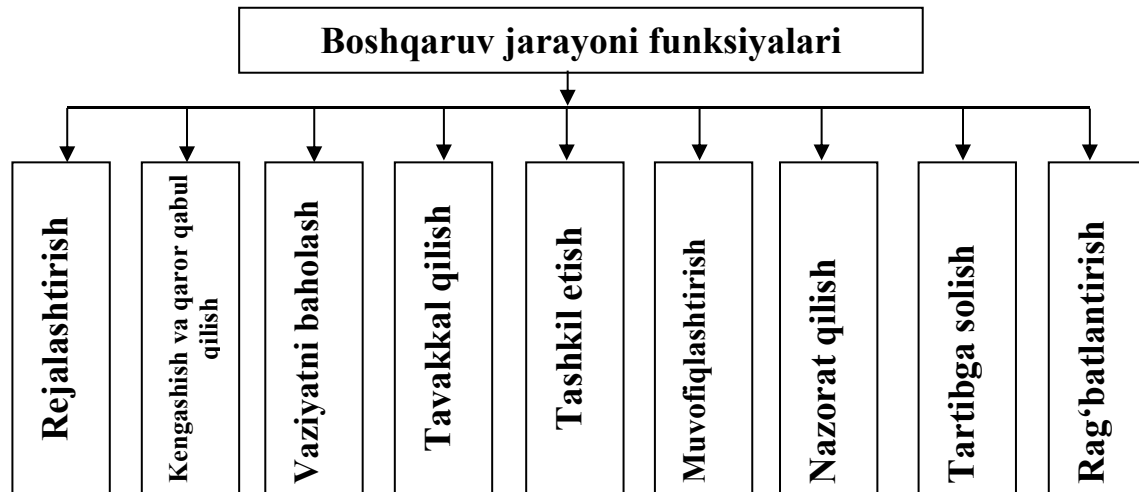 Boshqaruv jarayoni funksiyalari
Rejalashtirish
Kengashish va qaror qabul
qilish
Vaziyatni baholash
Tavakkal qilish
Tashkil etish
Muvofiqlashtirish
Nazorat qilish
Tartibga solish
Rag‘batlantirish